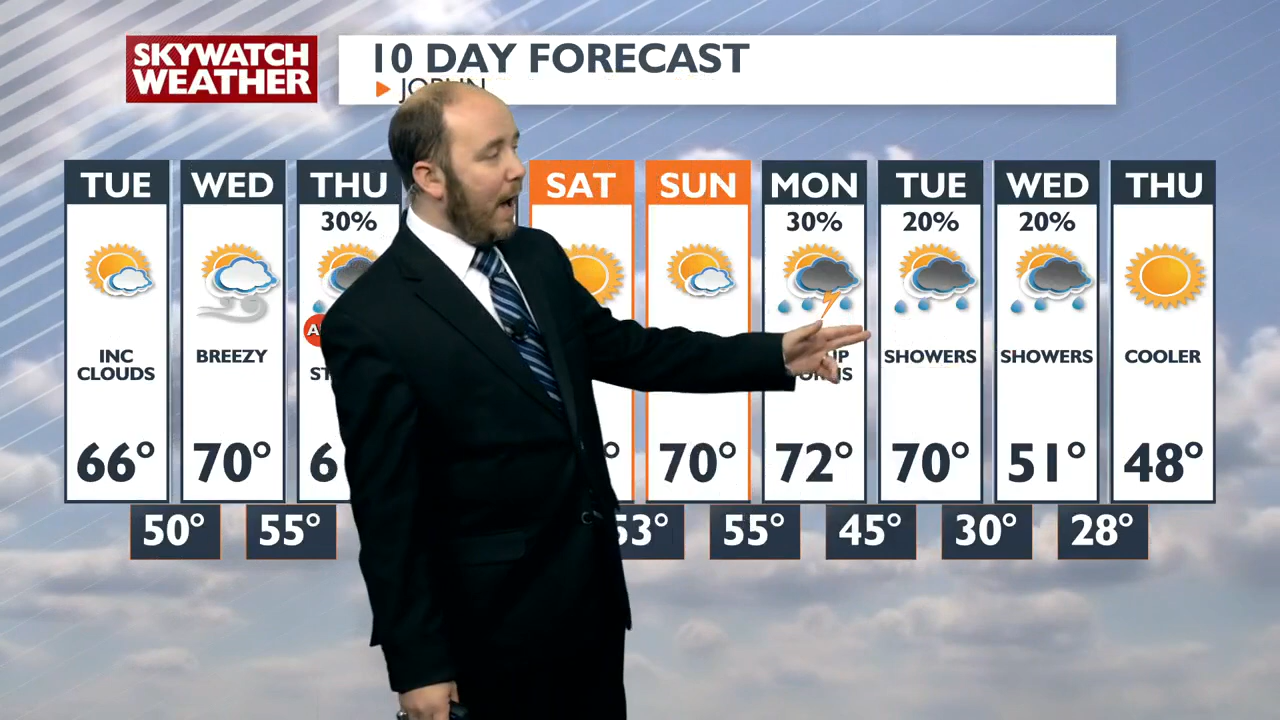 SKYWATCH
WEATHER
10 DAY FORECAST
TUE
INC
CLOUDS
66°
WED
BREEZY
70°
THU
30%
SAT
SUN
70°
MON
30%
72°
TUE
20%
SHOWERS
70°
WED
20%
SHOWERS
51°
THU
COOLER
48°
50°
55°
53°
55°
45°
30°
28°